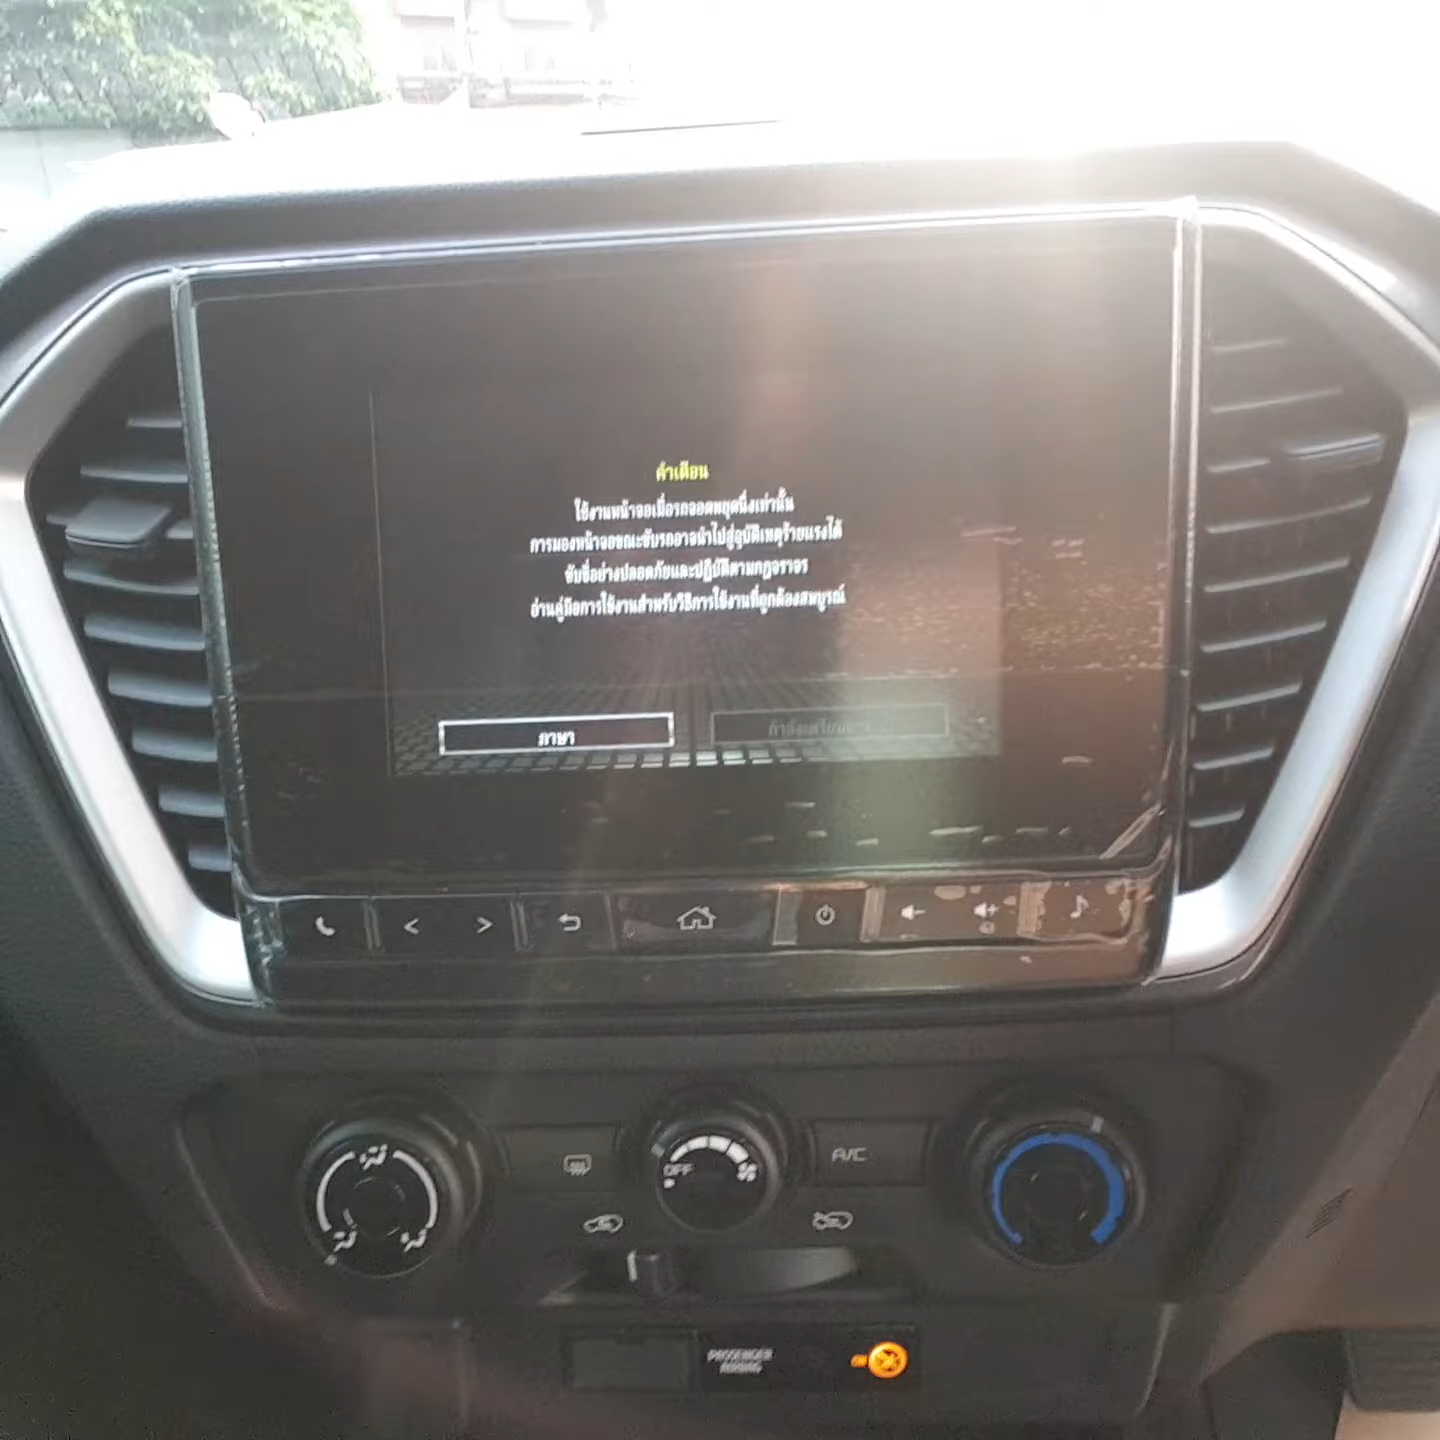 คำเตือน
ใช้งานหน้าจอเมื่อรถจอดหยุดนิ่งเท่านั้น
การมองหน้าจอขณะขับรถอาจนำไปสู่อุบัติเหตุร้ายแรงได้
ขับขี่อย่างปลอดภัยและปฏิบัติตามกฎจราจร
อ่านคู่มือการใช้งานสำหรับวิธีการใช้งานที่ถูกต้องสมบูรณ์
ภาษา
OFF
A/C
PASSENGER
AIRBAG